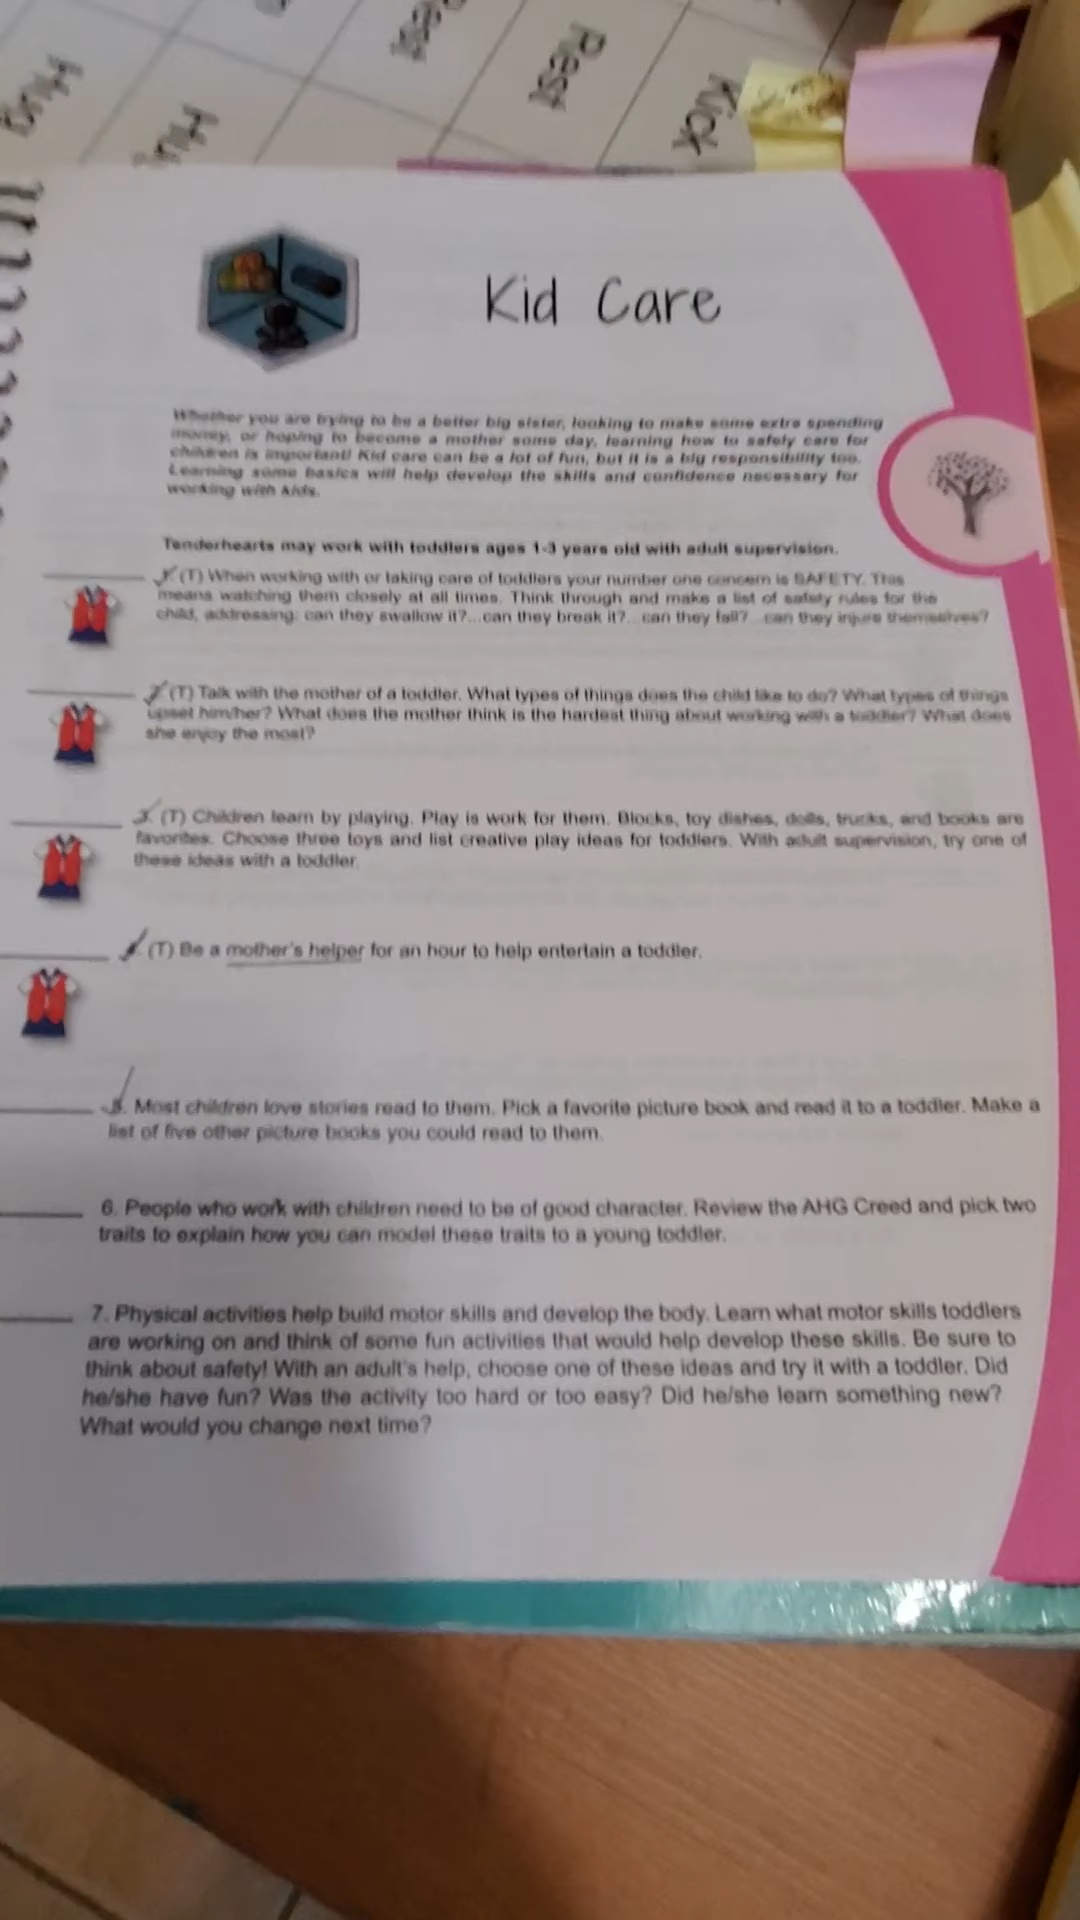 Hug
Hug
Rest
Rest
Kick
Kid Care
Whether you are trying to be a better big sister, looking to make some extra spending
money, or hoping to become a mother some day, learning how to safely care for
children is important! Kid care can be a lot of fun, but it is a big responsibility too.
Learning some basics will help develop the skills and confidence necessary for
working with kids.
Tenderhearts may work with toddlers ages 1-3 years old with adult supervision.
1. (T) When working with or taking care of toddlers your number one concern is SAFETY. This
means watching them closely at all times. Think through and make a list of safety rules for the
child, addressing: can they swallow it?...can they break it?...can they fall?...can they injure themselves?
2. (T) Talk with the mother of a toddler. What types of things does the child like to do? What types of things
upset him/her? What does the mother think is the hardest thing about working with a toddler? What does
she enjoy the most?
3. (T) Children learn by playing. Play is work for them. Blocks, toy dishes, dolls, trucks, and books are
favorites. Choose three toys and list creative play ideas for toddlers. With adult supervision, try one of
these ideas with a toddler.
4. (T) Be a mother's helper for an hour to help entertain a toddler.
5. Most children love stories read to them. Pick a favorite picture book and read it to a toddler. Make a
list of five other picture books you could read to them.
6. People who work with children need to be of good character. Review the AHG Creed and pick two
traits to explain how you can model these traits to a young toddler.
7. Physical activities help build motor skills and develop the body. Learn what motor skills toddlers
are working on and think of some fun activities that would help develop these skills. Be sure to
think about safety! With an adult's help, choose one of these ideas and try it with a toddler. Did
he/she have fun? Was the activity too hard or too easy? Did he/she learn something new?
What would you change next time?